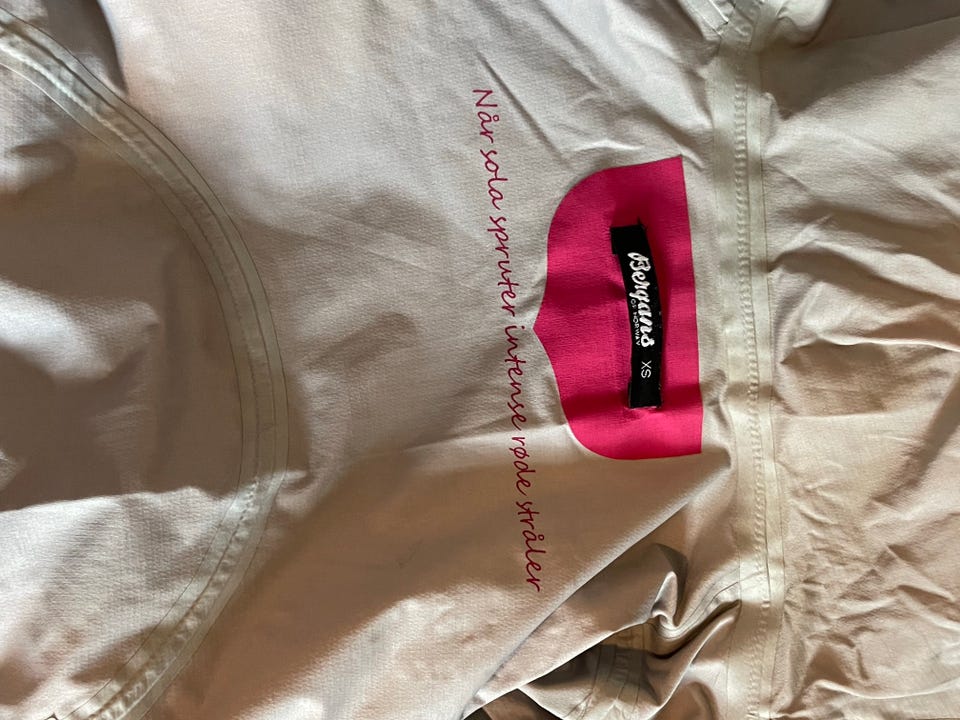 Bergans
OF NORWAY
XS
Når sola spruter intense røde stråler